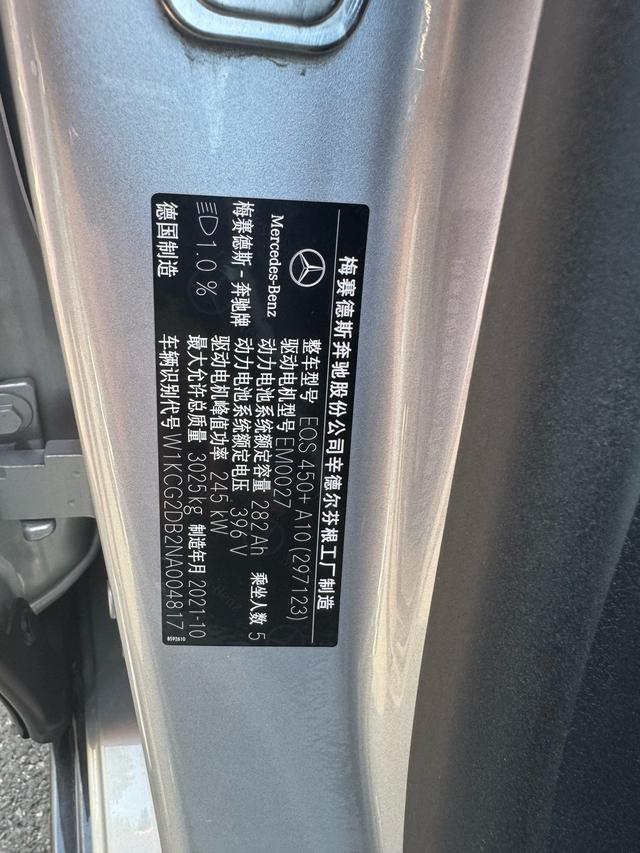 梅赛德斯奔驰股份公司辛德尔芬根工厂制造
Mercedes-Benz
梅赛德斯-奔驰牌
1.0 %
德国制造
整车型号 EQS 450+ A10 (297123)
驱动电机型号 EM0027
动力电池系统额定容量 282 Ah 乘坐人数 5
动力电池系统额定电压 396 V
驱动电机峰值功率 245 kW
最大允许总质量 3025 kg 制造年月 2021-10
车辆识别代号 W1KCG2DB2NA004817
8592610